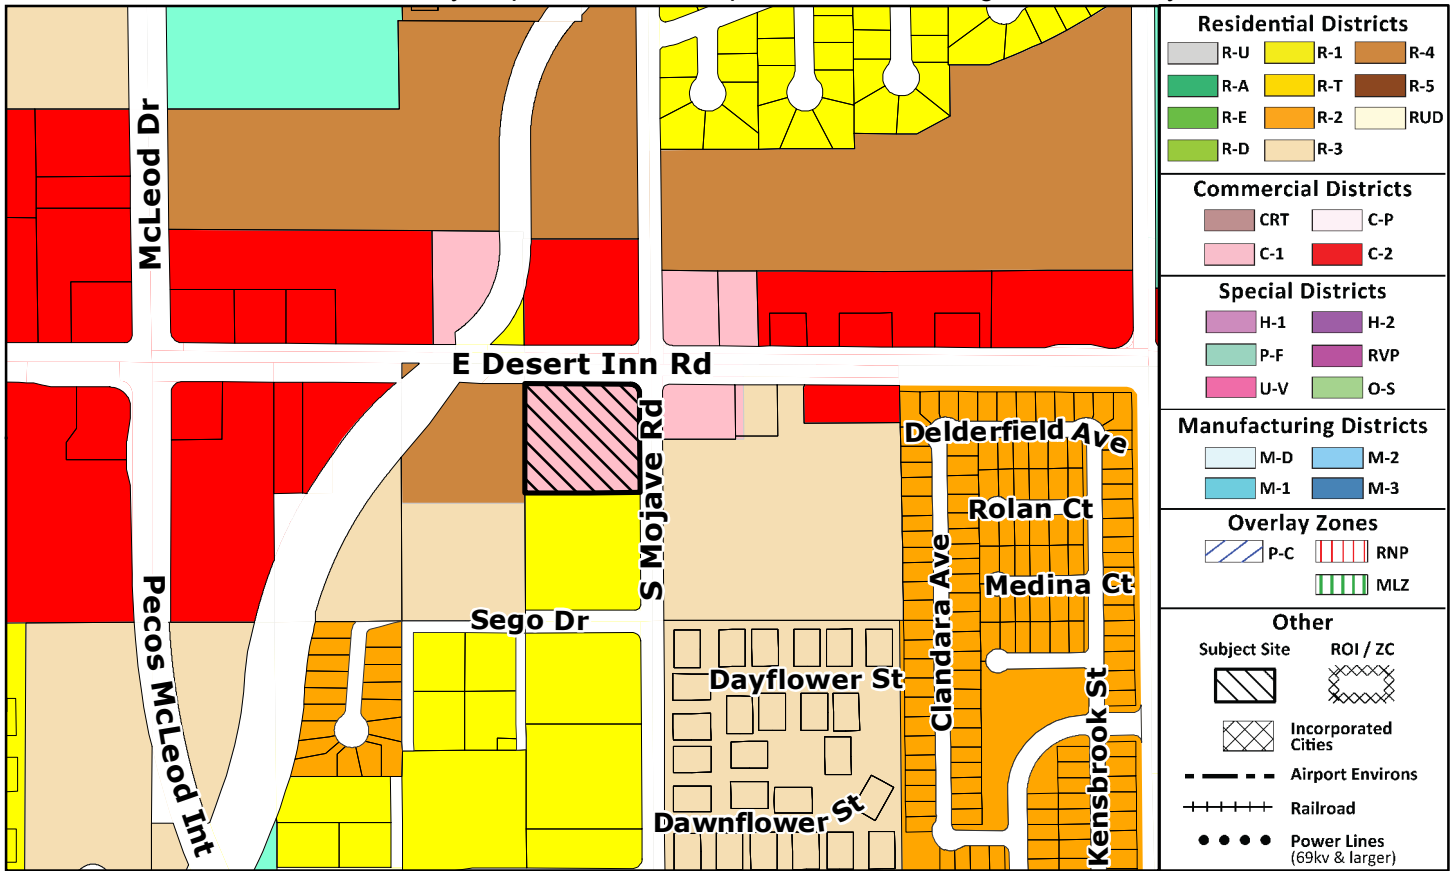 McLeod Dr
E Desert Inn Rd
S Mojave Rd
Delderfield Ave
Rolan Ct
Medina Ct
Clandara Ave
Pecos McLeod Int
Sego Dr
Dayflower St
Dawnflower St
Kensbrook St
Residential Districts
R-U R-1 R-4
R-A R-T R-5
R-E R-2 RUD
R-D R-3
Commercial Districts
CRT C-P
C-1 C-2
Special Districts
H-1 H-2
P-F RVP
U-V O-S
Manufacturing Districts
M-D M-2
M-1 M-3
Overlay Zones
P-C RNP
MLZ
Other
Subject Site ROI / ZC
Incorporated
Cities
Airport Environs
Railroad
Power Lines
(69kv & larger)